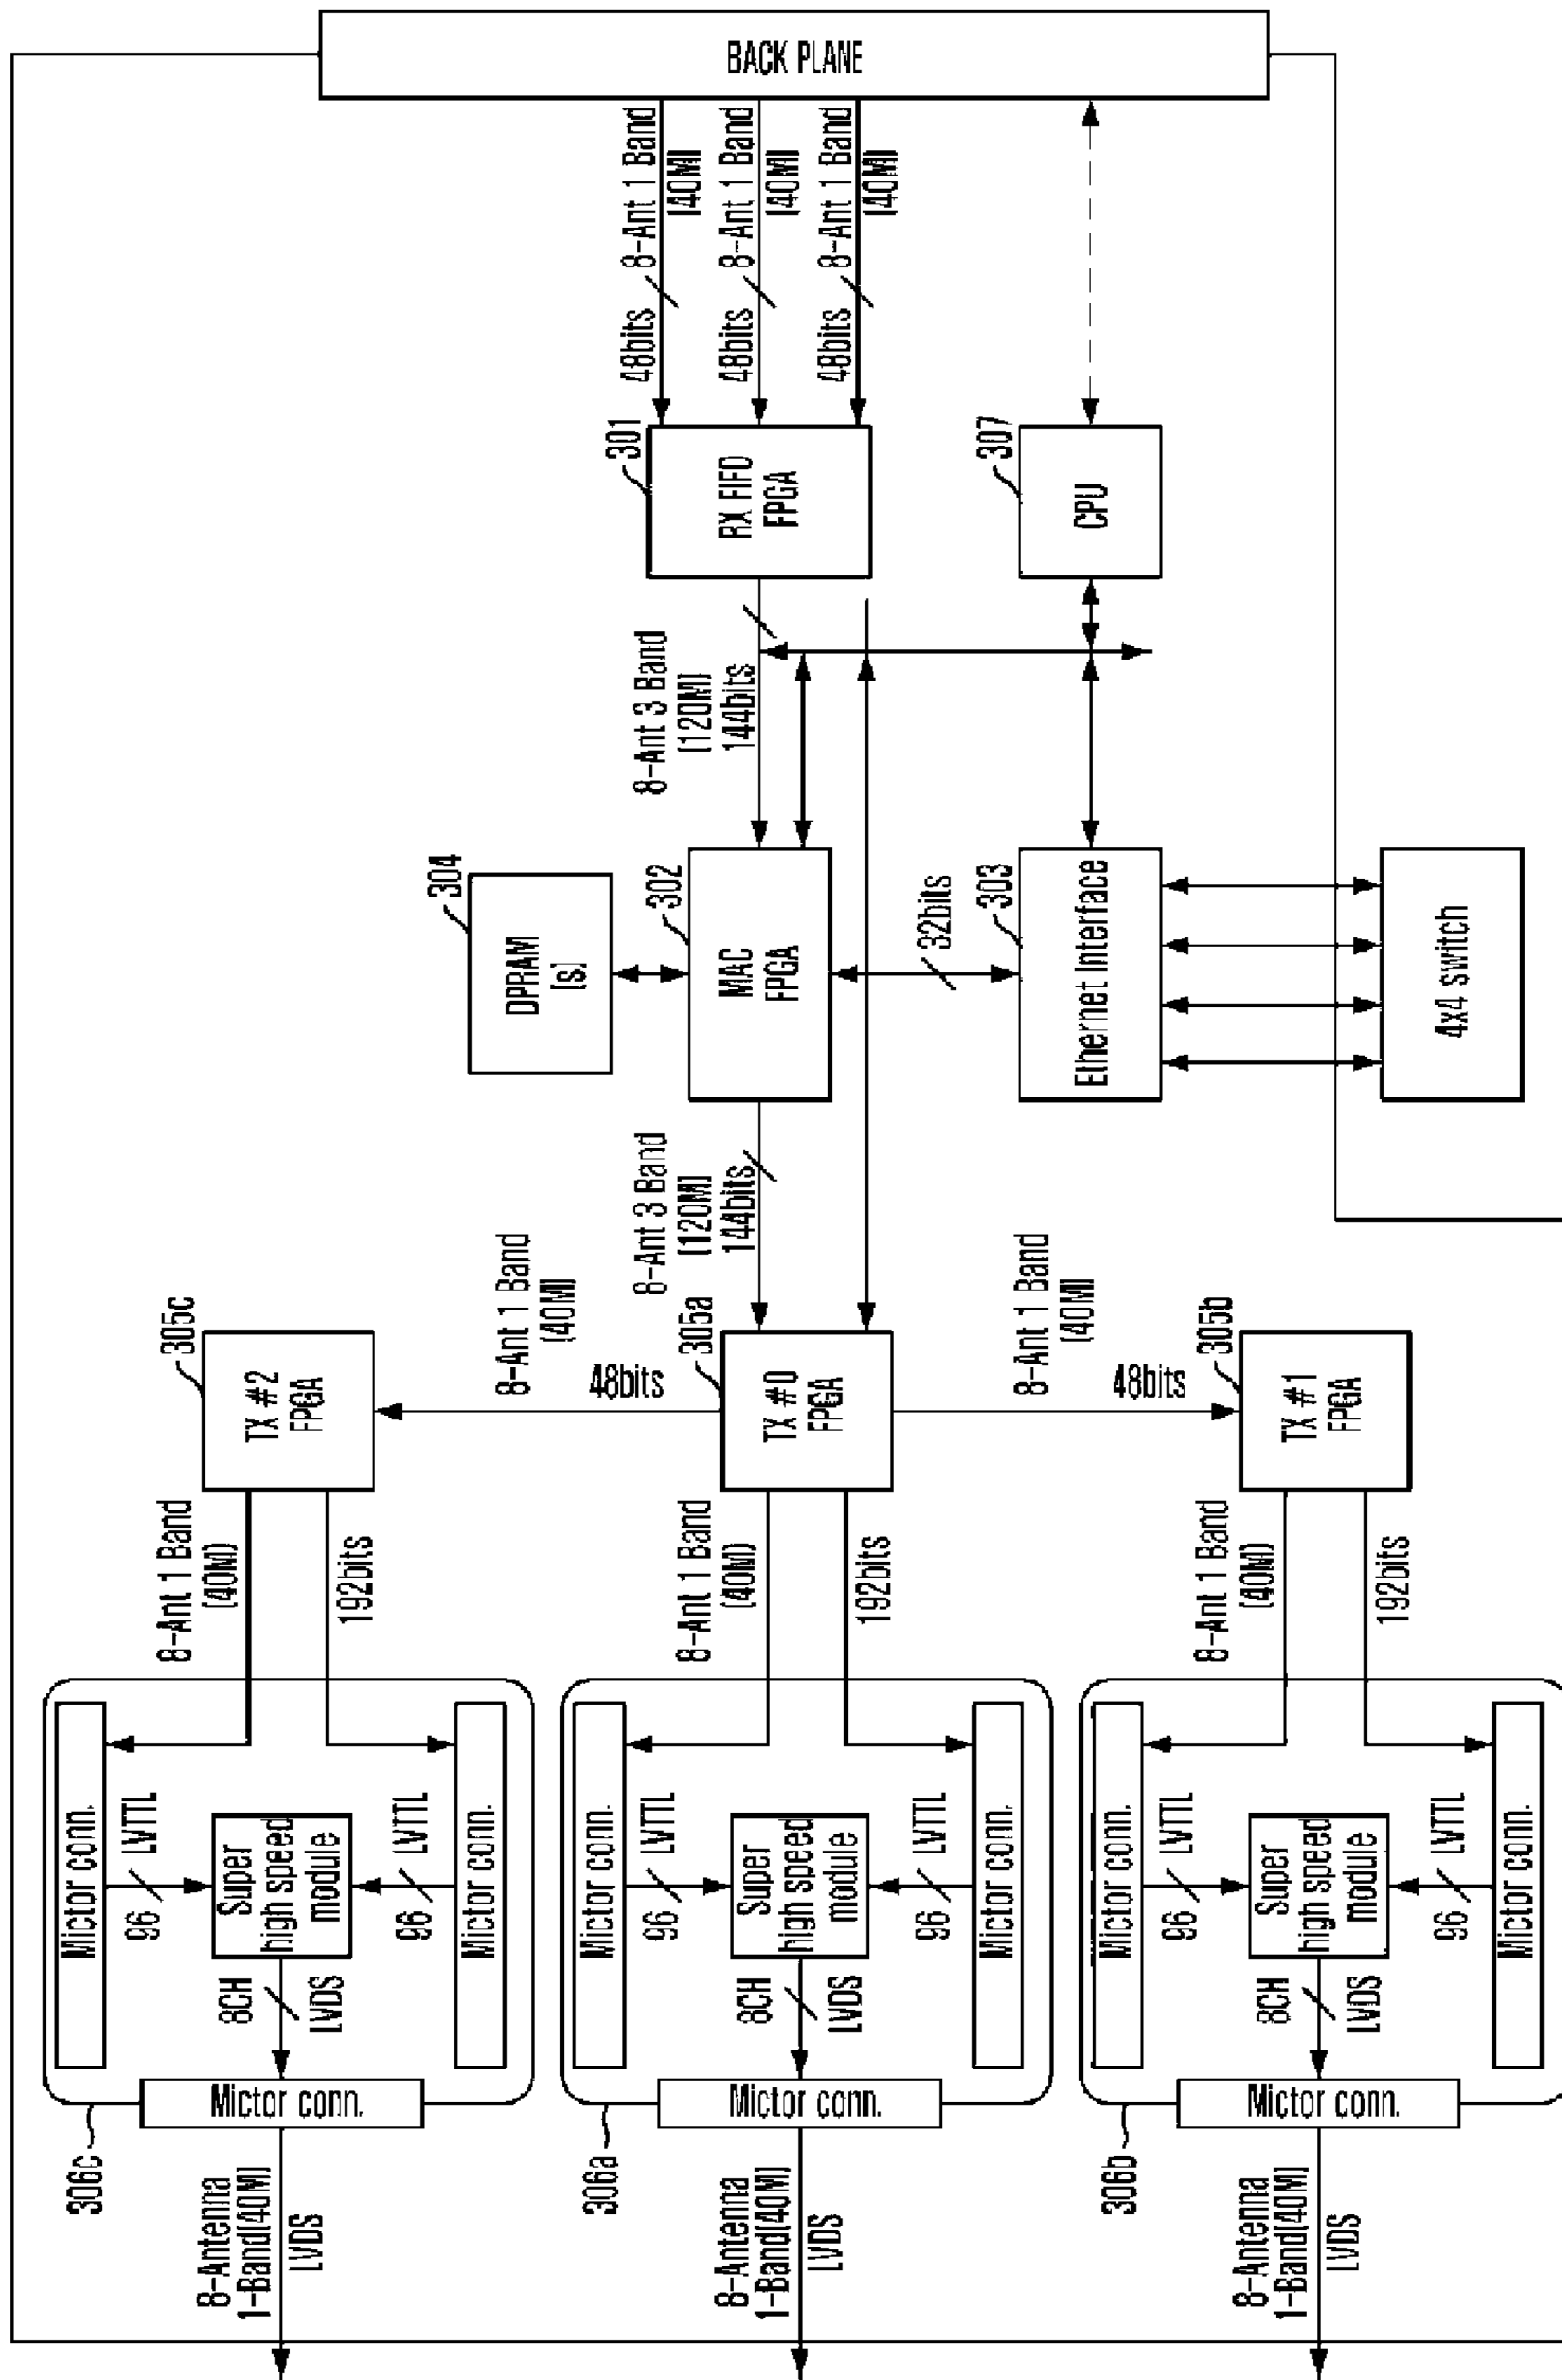 BACK PLANE
48bits
8-Ant 1 Band
(40M)
48bits
8-Ant 1 Band
(40M)
48bits
8-Ant 1 Band
(40M)
301
RX FIFO
FPGA
307
CPU
8-Ant 3 Band
(120M)
144bits
304
DPRAM
(s)
302
MAC
FPGA
32bits
303
Ethernet Interface
4x4 switch
8-Ant 3 Band
(120M)
144bits
305c
TX #2
FPGA
8-Ant 1 Band
(40M)
48bits
305a
TX #0
FPGA
8-Ant 1 Band
(40M)
48bits
305b
TX #1
FPGA
8-Ant 1 Band
(40M)
192bits
8-Ant 1 Band
(40M)
192bits
8-Ant 1 Band
(40M)
192bits
Mictor conn.
96
LVTTL
Super
high speed
module
96
LVTTL
Mictor conn.
8CH
LVDS
Mictor conn.
306c
8-Antenna
1-Band(40M)
LVDS
Mictor conn.
96
LVTTL
Super
high speed
module
96
LVTTL
Mictor conn.
8CH
LVDS
Mictor conn.
306a
8-Antenna
1-Band(40M)
LVDS
Mictor conn.
96
LVTTL
Super
high speed
module
96
LVTTL
Mictor conn.
8CH
LVDS
Mictor conn.
306b
8-Antenna
1-Band(40M)
LVDS